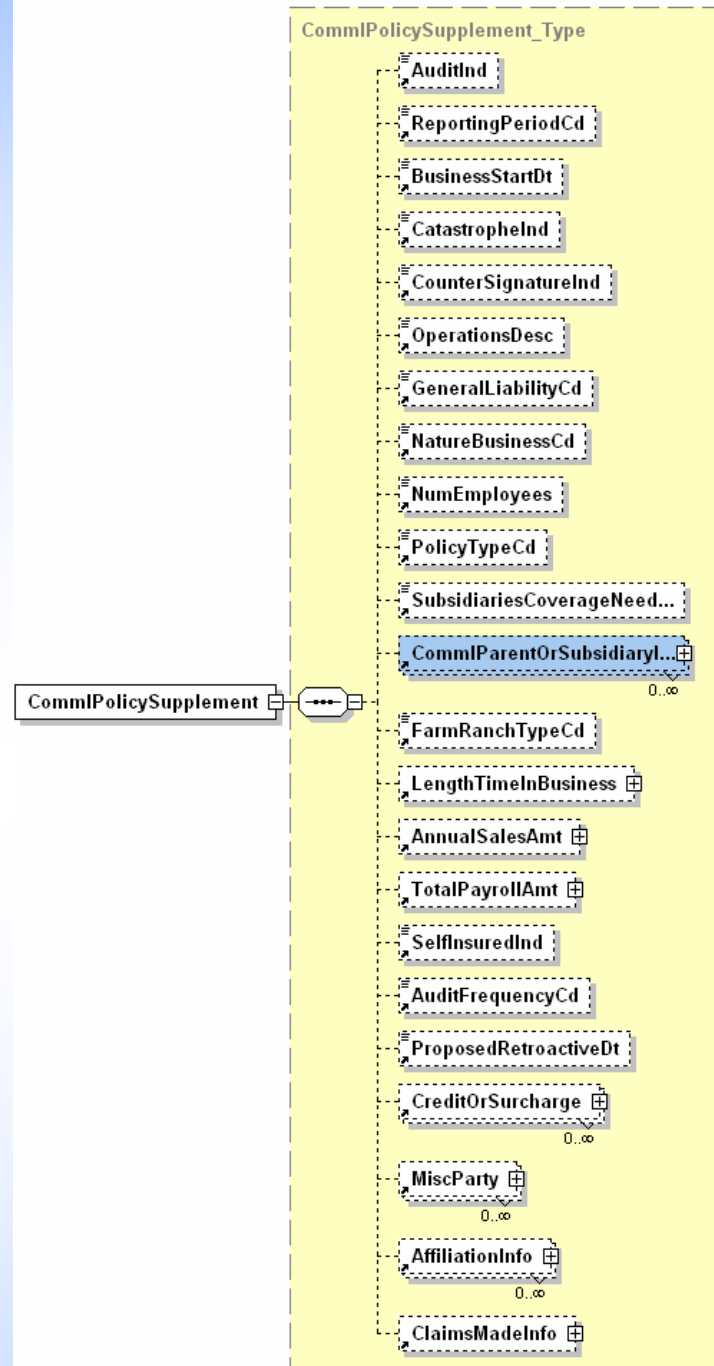 CommlPolicySupplement_Type
AuditInd
ReportingPeriodCd
BusinessStartDt
CatastropheInd
CounterSignatureInd
OperationsDesc
GeneralLiabilityCd
NatureBusinessCd
NumEmployees
PolicyTypeCd
SubsidiariesCoverageNeed...
CommlParentOrSubsidiaryI...
0..∞
CommlPolicySupplement
FarmRanchTypeCd
LengthTimeInBusiness
AnnualSalesAmt
TotalPayrollAmt
SelfInsuredInd
AuditFrequencyCd
ProposedRetroactiveDt
CreditOrSurcharge
0..∞
MiscParty
0..∞
AffiliationInfo
0..∞
ClaimsMadeInfo